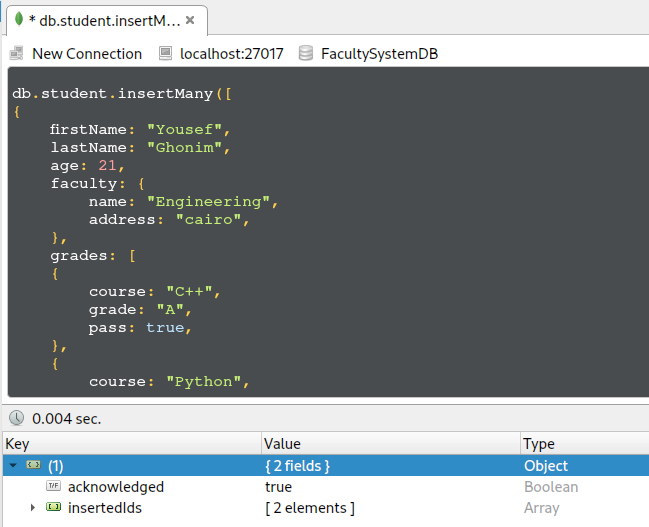 * db.student.insertM... ×
New Connection localhost:27017 FacultySystemDB
db.student.insertMany([
{
firstName: "Yousef",
lastName: "Ghonim",
age: 21,
faculty: {
name: "Engineering",
address: "cairo",
},
grades: [
{
course: "C++",
grade: "A",
pass: true,
},
{
course: "Python",
0.004 sec.
Key Value Type
(1) { 2 fields } Object
T/F acknowledged true Boolean
insertedIds [ 2 elements ] Array